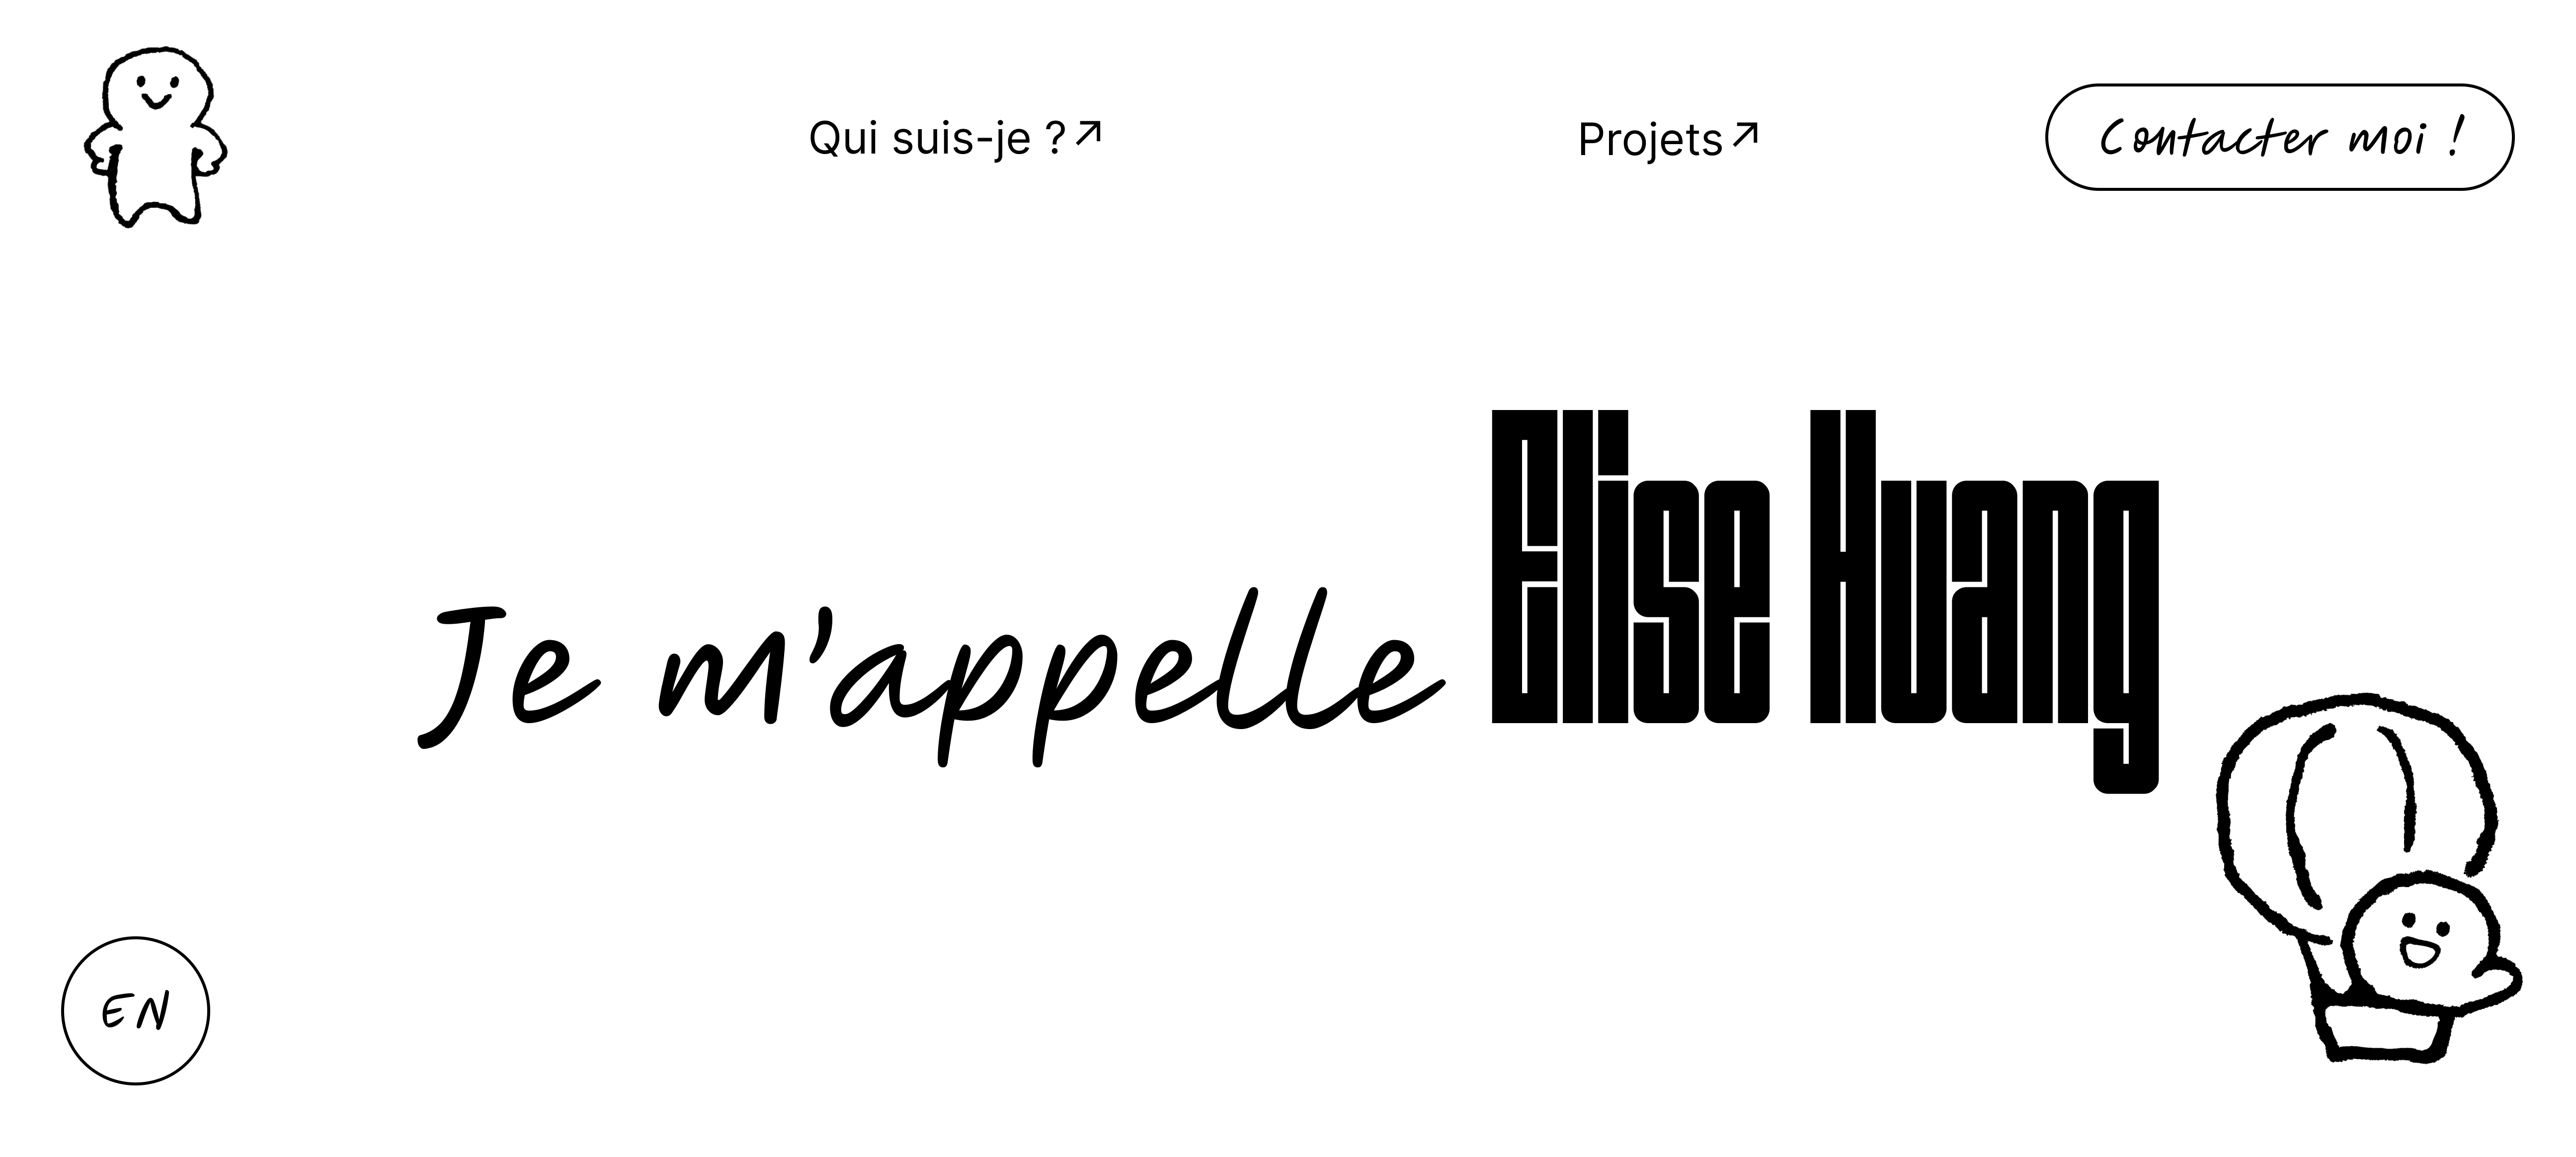 Qui suis-je ?↗
Projets↗
Contacter moi !
Je m’appelle Elise Huang
EN